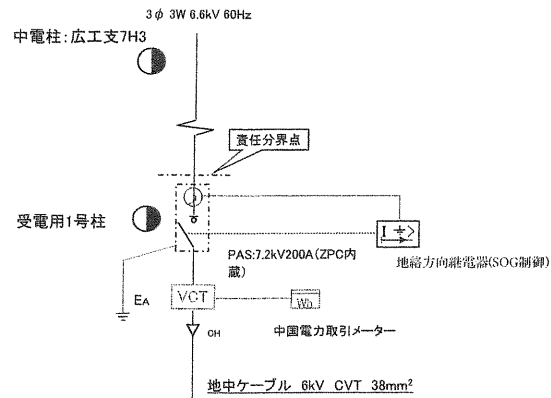 3φ 3W 6.6kV 60Hz
中電柱：広工支7H3
責任分界点
受電用1号柱
I ⏚>
PAS:7.2kV200A(ZPC内蔵)
地絡方向継電器(SOG制御)
EA
VCT
Wh
CH
中国電力取引メーター
地中ケーブル 6kV CVT 38mm²